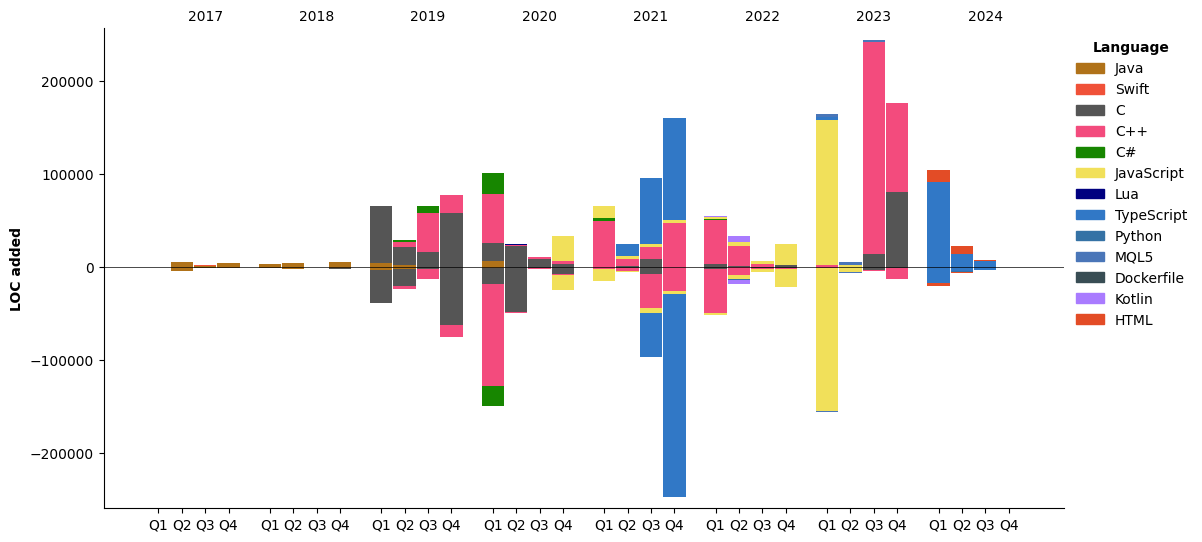 2017 2018 2019 2020 2021 2022 2023 2024
LOC added
200000
100000
0
−100000
−200000
Q1 Q2 Q3 Q4 Q1 Q2 Q3 Q4 Q1 Q2 Q3 Q4 Q1 Q2 Q3 Q4 Q1 Q2 Q3 Q4 Q1 Q2 Q3 Q4 Q1 Q2 Q3 Q4 Q1 Q2 Q3 Q4
Language
Java
Swift
C
C++
C#
JavaScript
Lua
TypeScript
Python
MQL5
Dockerfile
Kotlin
HTML